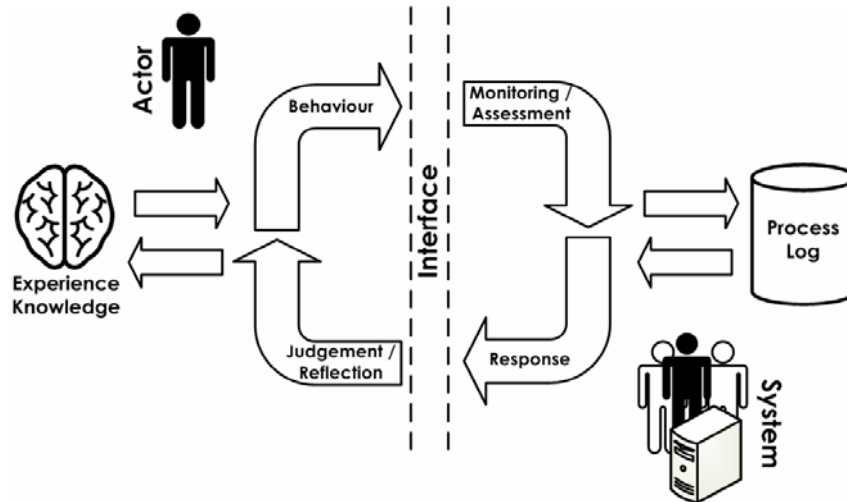 Actor
Behaviour
Monitoring /
Assessment
Interface
Experience
Knowledge
Process
Log
Judgement /
Reflection
Response
System